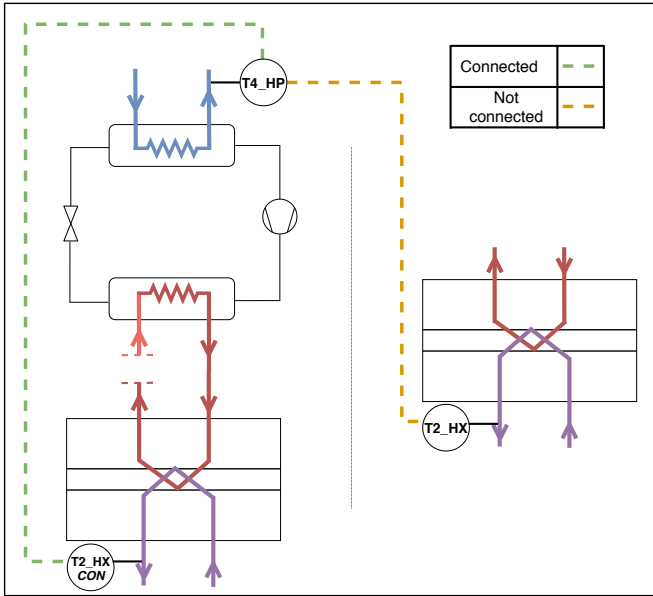 T4_HP
Connected
Not
connected
T2_HX
T2_HX
CON